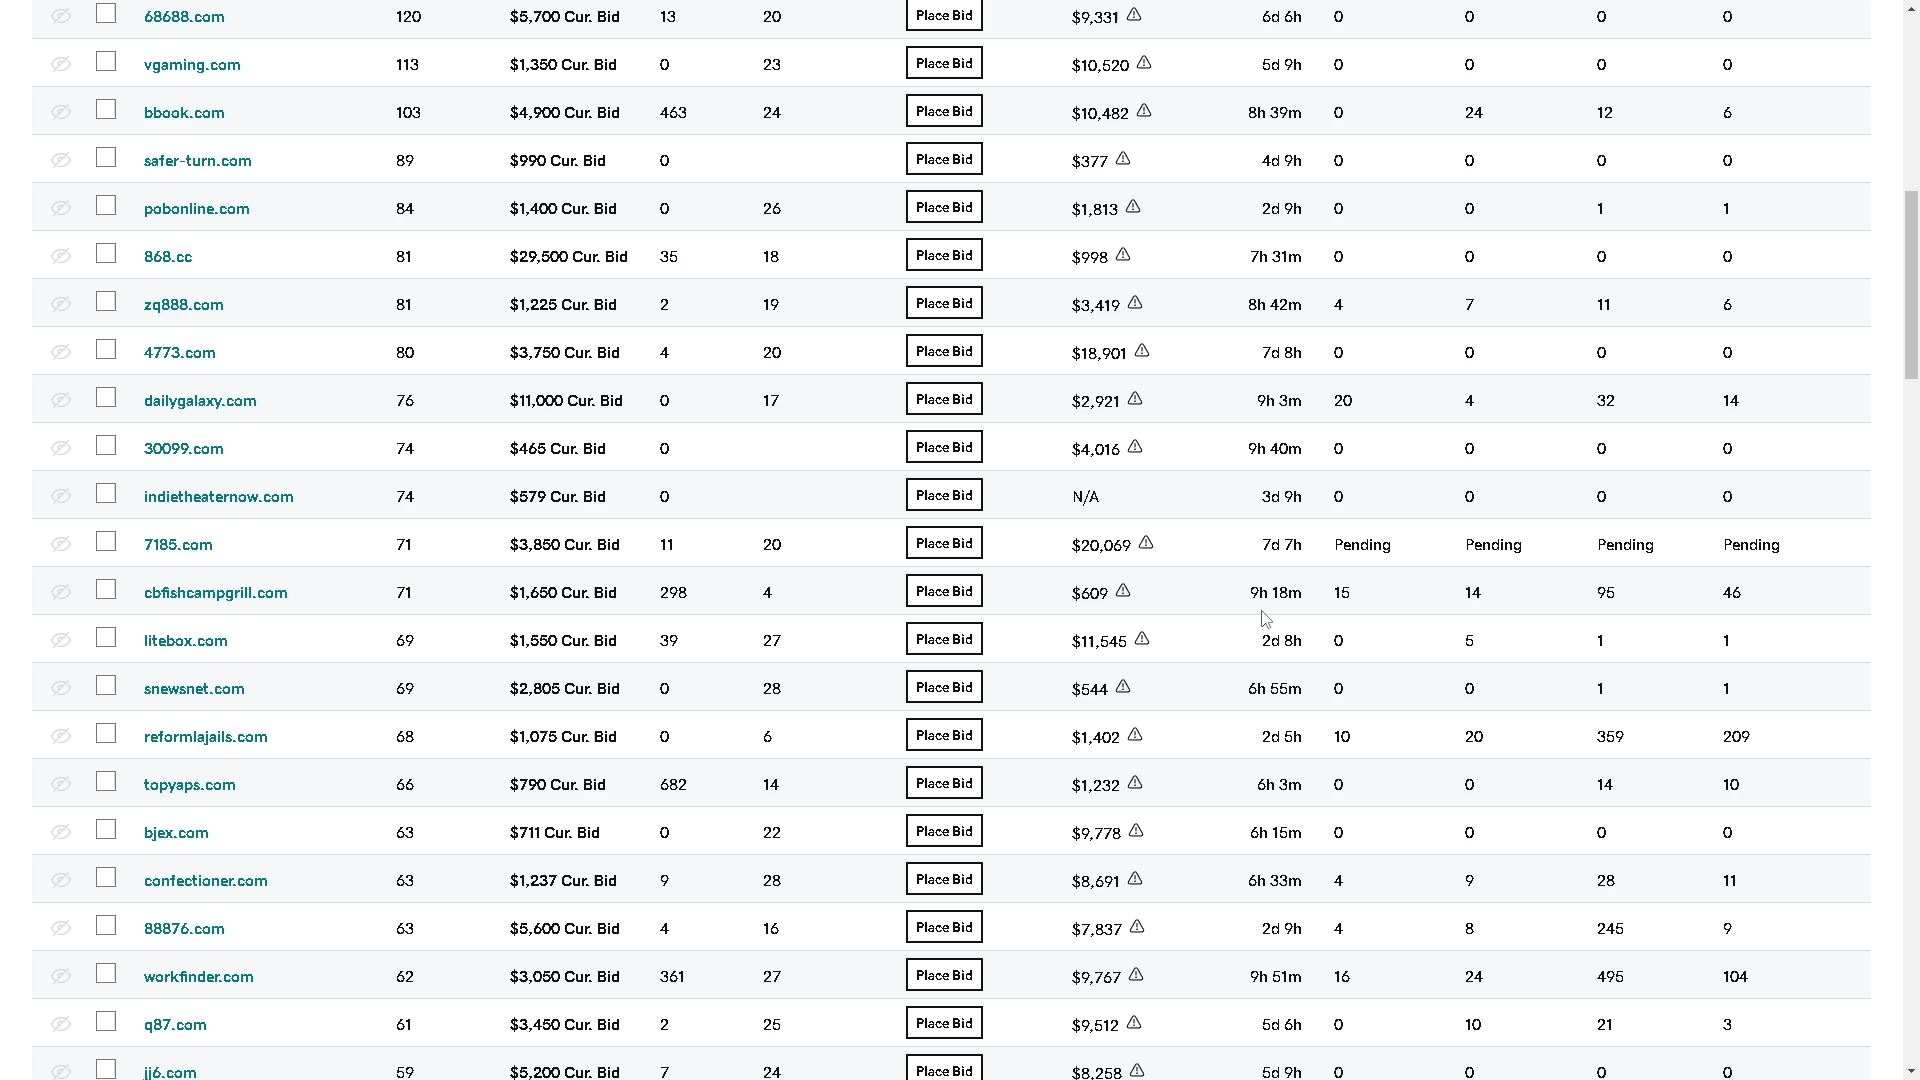 68688.com 120 $5,700 Cur. Bid 13 20 Place Bid $9,331 6d 6h 0 0 0 0
vgaming.com 113 $1,350 Cur. Bid 0 23 Place Bid $10,520 5d 9h 0 0 0 0
bbook.com 103 $4,900 Cur. Bid 463 24 Place Bid $10,482 8h 39m 0 24 12 6
safer-turn.com 89 $990 Cur. Bid 0 Place Bid $377 4d 9h 0 0 0 0
pobonline.com 84 $1,400 Cur. Bid 0 26 Place Bid $1,813 2d 9h 0 0 1 1
868.cc 81 $29,500 Cur. Bid 35 18 Place Bid $998 7h 31m 0 0 0 0
zq888.com 81 $1,225 Cur. Bid 2 19 Place Bid $3,419 8h 42m 4 7 11 6
4773.com 80 $3,750 Cur. Bid 4 20 Place Bid $18,901 7d 8h 0 0 0 0
dailygalaxy.com 76 $11,000 Cur. Bid 0 17 Place Bid $2,921 9h 3m 20 4 32 14
30099.com 74 $465 Cur. Bid 0 Place Bid $4,016 9h 40m 0 0 0 0
indietheaternow.com 74 $579 Cur. Bid 0 Place Bid N/A 3d 9h 0 0 0 0
7185.com 71 $3,850 Cur. Bid 11 20 Place Bid $20,069 7d 7h Pending Pending Pending Pending
cbfishcampgrill.com 71 $1,650 Cur. Bid 298 4 Place Bid $609 9h 18m 15 14 95 46
litebox.com 69 $1,550 Cur. Bid 39 27 Place Bid $11,545 2d 8h 0 5 1 1
snewsnet.com 69 $2,805 Cur. Bid 0 28 Place Bid $544 6h 55m 0 0 1 1
reformlajails.com 68 $1,075 Cur. Bid 0 6 Place Bid $1,402 2d 5h 10 20 359 209
topyaps.com 66 $790 Cur. Bid 682 14 Place Bid $1,232 6h 3m 0 0 14 10
bjex.com 63 $711 Cur. Bid 0 22 Place Bid $9,778 6h 15m 0 0 0 0
confectioner.com 63 $1,237 Cur. Bid 9 28 Place Bid $8,691 6h 33m 4 9 28 11
88876.com 63 $5,600 Cur. Bid 4 16 Place Bid $7,837 2d 9h 4 8 245 9
workfinder.com 62 $3,050 Cur. Bid 361 27 Place Bid $9,767 9h 51m 16 24 495 104
q87.com 61 $3,450 Cur. Bid 2 25 Place Bid $9,512 5d 6h 0 10 21 3
jj6.com 59 $5,200 Cur. Bid 7 24 Place Bid $8,258 5d 9h 0 0 0 0